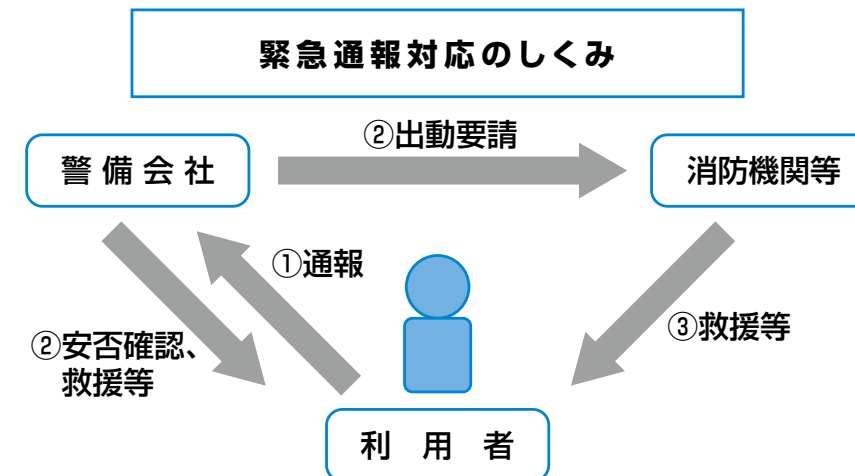 緊急通報対応のしくみ
②出動要請
警備会社
消防機関等
①通報
③救援等
②安否確認、
救援等
利用者